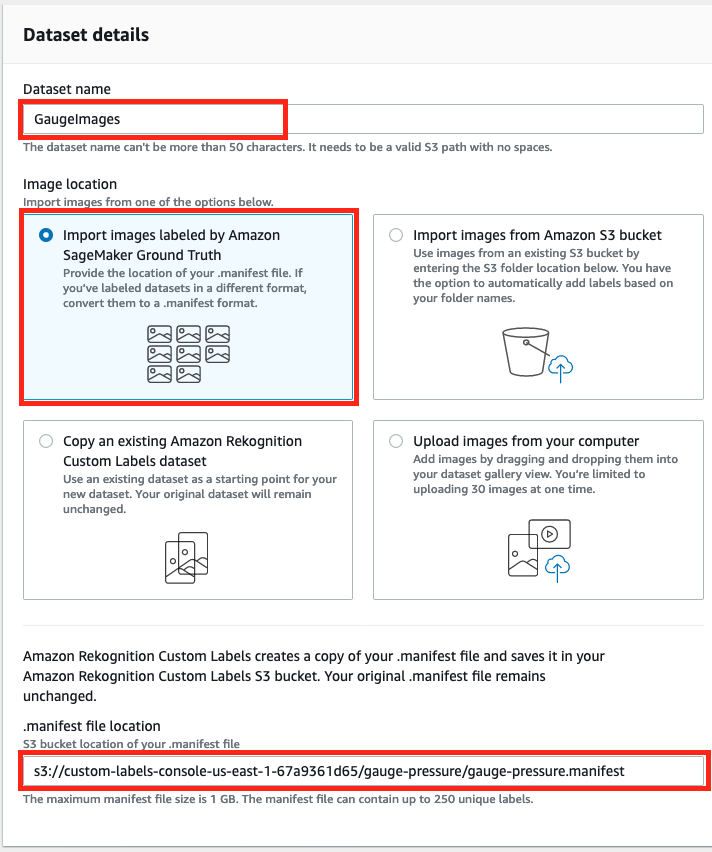 Dataset details
Dataset name
GaugeImages
The dataset name can't be more than 50 characters. It needs to be a valid S3 path with no spaces.
Image location
Import images from one of the options below.
Import images labeled by Amazon
SageMaker Ground Truth
Provide the location of your .manifest file. If
you've labeled datasets in a different format,
convert them to a .manifest format.
Import images from Amazon S3 bucket
Use images from an existing S3 bucket by
entering the S3 folder location below. You have
the option to automatically add labels based on
your folder names.
Copy an existing Amazon Rekognition
Custom Labels dataset
Use an existing dataset as a starting point for your
new dataset. Your original dataset will remain
unchanged.
Upload images from your computer
Add images by dragging and dropping them into
your dataset gallery view. You're limited to
uploading 30 images at one time.
Amazon Rekognition Custom Labels creates a copy of your .manifest file and saves it in your
Amazon Rekognition Custom Labels S3 bucket. Your original .manifest file remains
unchanged.
.manifest file location
S3 bucket location of your .manifest file
s3://custom-labels-console-us-east-1-67a9361d65/gauge-pressure/gauge-pressure.manifest
The maximum manifest file size is 1 GB. The manifest file can contain up to 250 unique labels.